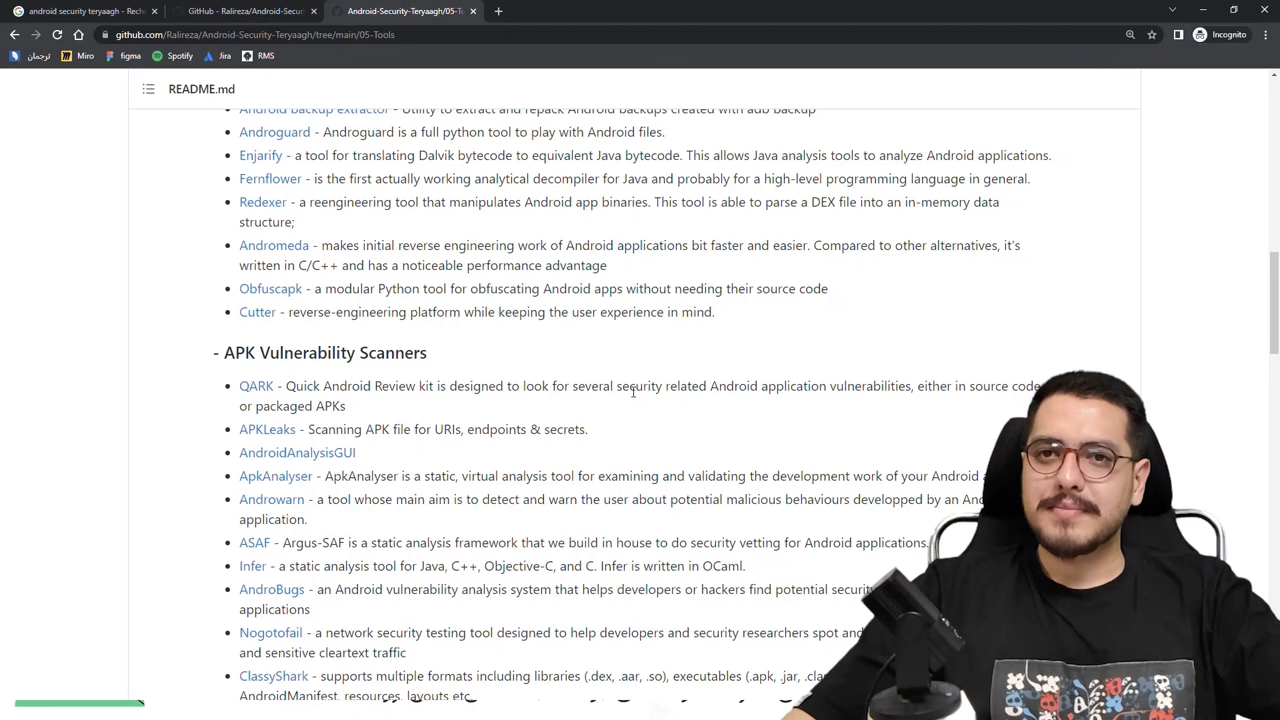 android security teryaagh - Rech
GitHub - Ralireza/Android-Secur
Android-Security-Teryaagh/05-T
github.com/Ralireza/Android-Security-Teryaagh/tree/main/05-Tools
Incognito
ترجمان
Miro
figma
Spotify
Jira
RMS
README.md
Android backup extractor - Utility to extract and repack Android backups created with adb backup
Androguard - Androguard is a full python tool to play with Android files.
Enjarify - a tool for translating Dalvik bytecode to equivalent Java bytecode. This allows Java analysis tools to analyze Android applications.
Fernflower - is the first actually working analytical decompiler for Java and probably for a high-level programming language in general.
Redexer - a reengineering tool that manipulates Android app binaries. This tool is able to parse a DEX file into an in-memory data
structure;
Andromeda - makes initial reverse engineering work of Android applications bit faster and easier. Compared to other alternatives, it's
written in C/C++ and has a noticeable performance advantage
Obfuscapk - a modular Python tool for obfuscating Android apps without needing their source code
Cutter - reverse-engineering platform while keeping the user experience in mind.
- APK Vulnerability Scanners
QARK - Quick Android Review kit is designed to look for several security related Android application vulnerabilities, either in source code
or packaged APKs
APKLeaks - Scanning APK file for URIs, endpoints & secrets.
AndroidAnalysisGUI
ApkAnalyser - ApkAnalyser is a static, virtual analysis tool for examining and validating the development work of your Android
Androwarn - a tool whose main aim is to detect and warn the user about potential malicious behaviours developped by an And
application.
ASAF - Argus-SAF is a static analysis framework that we build in house to do security vetting for Android applications.
Infer - a static analysis tool for Java, C++, Objective-C, and C. Infer is written in OCaml.
AndroBugs - an Android vulnerability analysis system that helps developers or hackers find potential security
applications
Nogotofail - a network security testing tool designed to help developers and security researchers spot and
and sensitive cleartext traffic
ClassyShark - supports multiple formats including libraries (.dex, .aar, .so), executables (.apk, .jar, .cla
AndroidManifest, resources, layouts etc